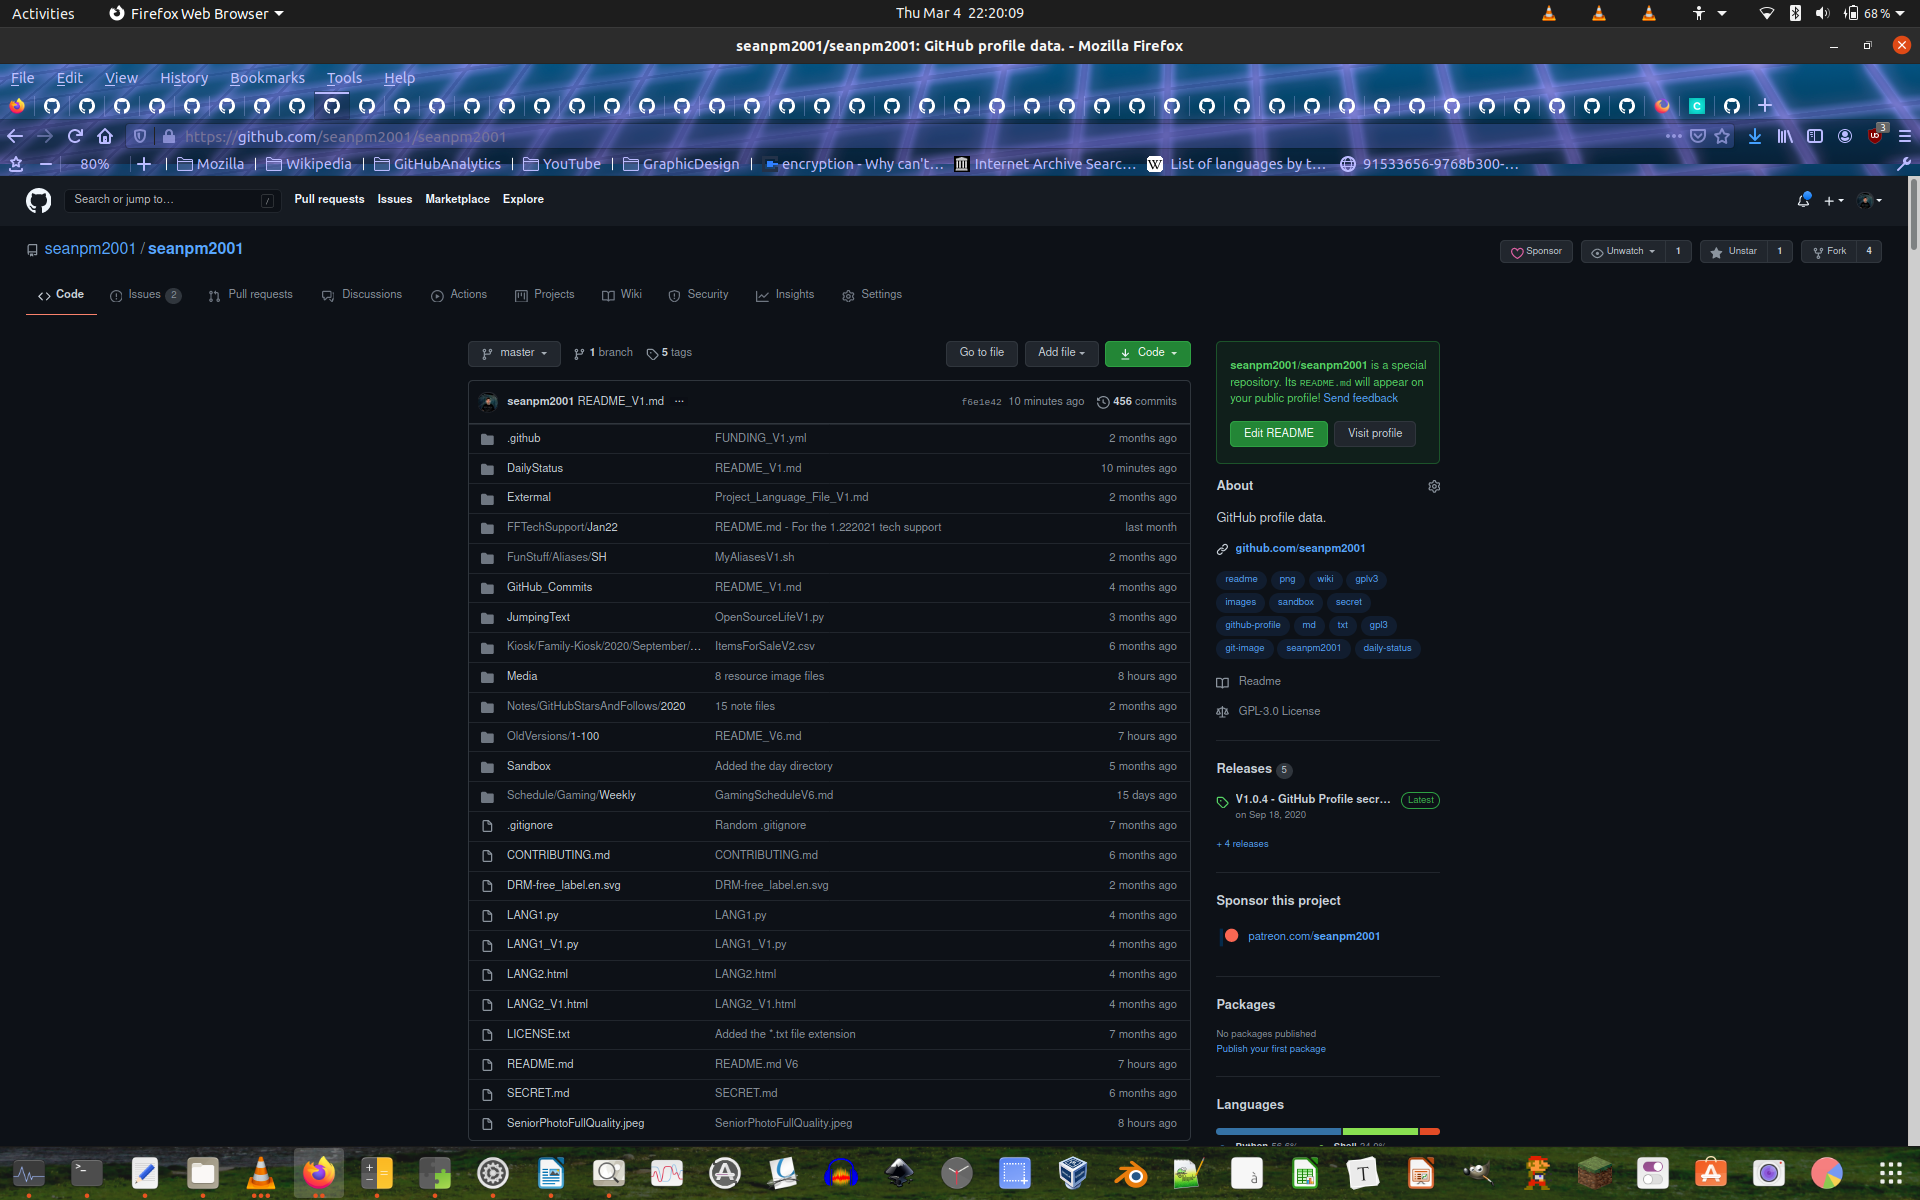 Activities Firefox Web Browser Thu Mar 4 22:20:09 68 %
seanpm2001/seanpm2001: GitHub profile data. - Mozilla Firefox
File Edit View History Bookmarks Tools Help
https://github.com/seanpm2001/seanpm2001 3
80% Mozilla Wikipedia GitHubAnalytics YouTube GraphicDesign encryption - Why can't… Internet Archive Searc… List of languages by t… 91533656-9768b300-…
Search or jump to… / Pull requests Issues Marketplace Explore
seanpm2001 / seanpm2001 Sponsor Unwatch 1 Unstar 1 Fork 4
Code Issues 2 Pull requests Discussions Actions Projects Wiki Security Insights Settings
master 1 branch 5 tags Go to file Add file Code
seanpm2001 README_V1.md ... f6e1e42 10 minutes ago 456 commits
.github FUNDING_V1.yml 2 months ago
DailyStatus README_V1.md 10 minutes ago
Extermal Project_Language_File_V1.md 2 months ago
FFTechSupport/Jan22 README.md - For the 1.222021 tech support last month
FunStuff/Aliases/SH MyAliasesV1.sh 2 months ago
GitHub_Commits README_V1.md 4 months ago
JumpingText OpenSourceLifeV1.py 3 months ago
Kiosk/Family-Kiosk/2020/September/… ItemsForSaleV2.csv 6 months ago
Media 8 resource image files 8 hours ago
Notes/GitHubStarsAndFollows/2020 15 note files 2 months ago
OldVersions/1-100 README_V6.md 7 hours ago
Sandbox Added the day directory 5 months ago
Schedule/Gaming/Weekly GamingScheduleV6.md 15 days ago
.gitignore Random .gitignore 7 months ago
CONTRIBUTING.md CONTRIBUTING.md 6 months ago
DRM-free_label.en.svg DRM-free_label.en.svg 2 months ago
LANG1.py LANG1.py 4 months ago
LANG1_V1.py LANG1_V1.py 4 months ago
LANG2.html LANG2.html 4 months ago
LANG2_V1.html LANG2_V1.html 4 months ago
LICENSE.txt Added the *.txt file extension 7 months ago
README.md README.md V6 7 hours ago
SECRET.md SECRET.md 6 months ago
SeniorPhotoFullQuality.jpeg SeniorPhotoFullQuality.jpeg 8 hours ago
seanpm2001/seanpm2001 is a special
repository. Its README.md will appear on
your public profile! Send feedback
Edit README Visit profile
About
GitHub profile data.
github.com/seanpm2001
readme png wiki gplv3
images sandbox secret
github-profile md txt gpl3
git-image seanpm2001 daily-status
Readme
GPL-3.0 License
Releases 5
V1.0.4 - GitHub Profile secr… Latest
on Sep 18, 2020
+ 4 releases
Sponsor this project
patreon.com/seanpm2001
Packages
No packages published
Publish your first package
Languages